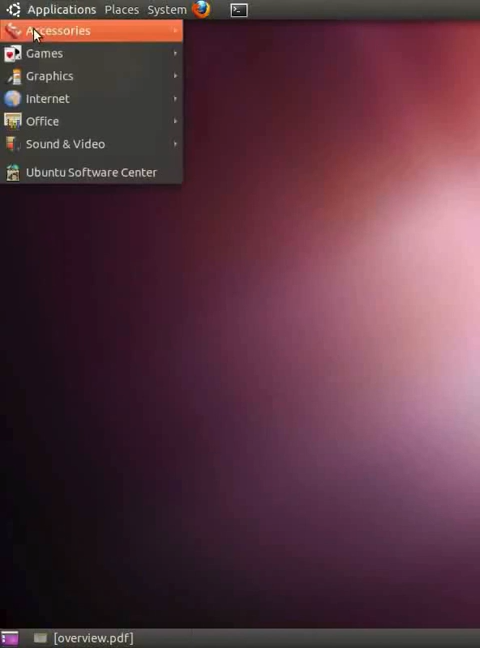 Applications Places System
Accessories
Games
Graphics
Internet
Office
Sound & Video
Ubuntu Software Center
[overview.pdf]